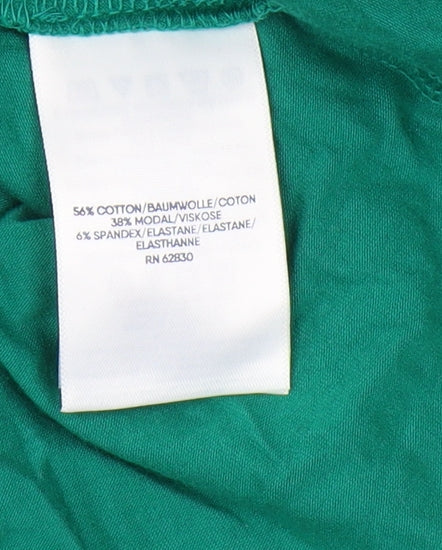 56% COTTON/BAUMWOLLE/COTON
38% MODAL/VISKOSE
6% SPANDEX/ELASTANE/ELASTANE/
ELASTHANNE
RN 62830